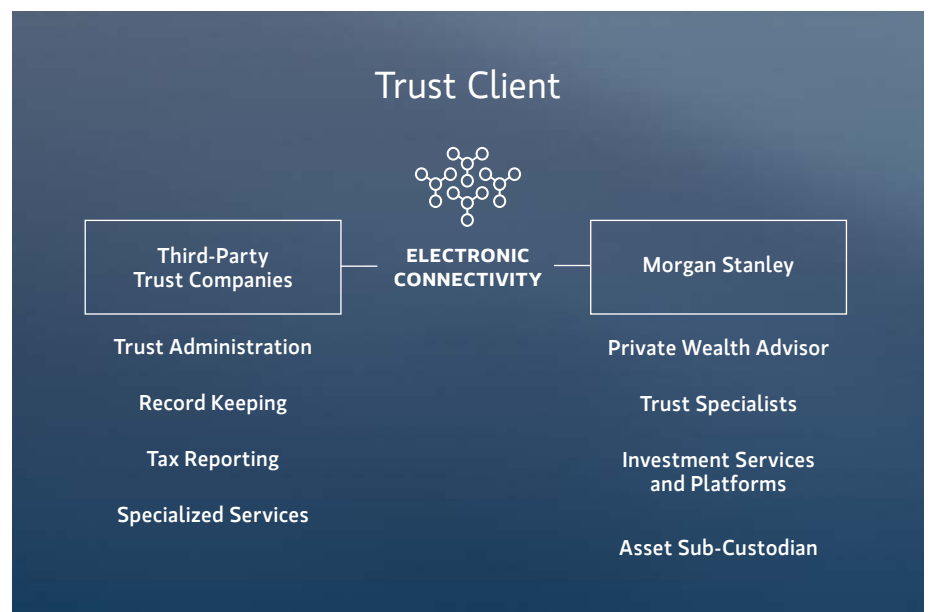 Trust Client
Third-Party
Trust Companies
ELECTRONIC
CONNECTIVITY
Morgan Stanley
Trust Administration
Record Keeping
Tax Reporting
Specialized Services
Private Wealth Advisor
Trust Specialists
Investment Services
and Platforms
Asset Sub-Custodian